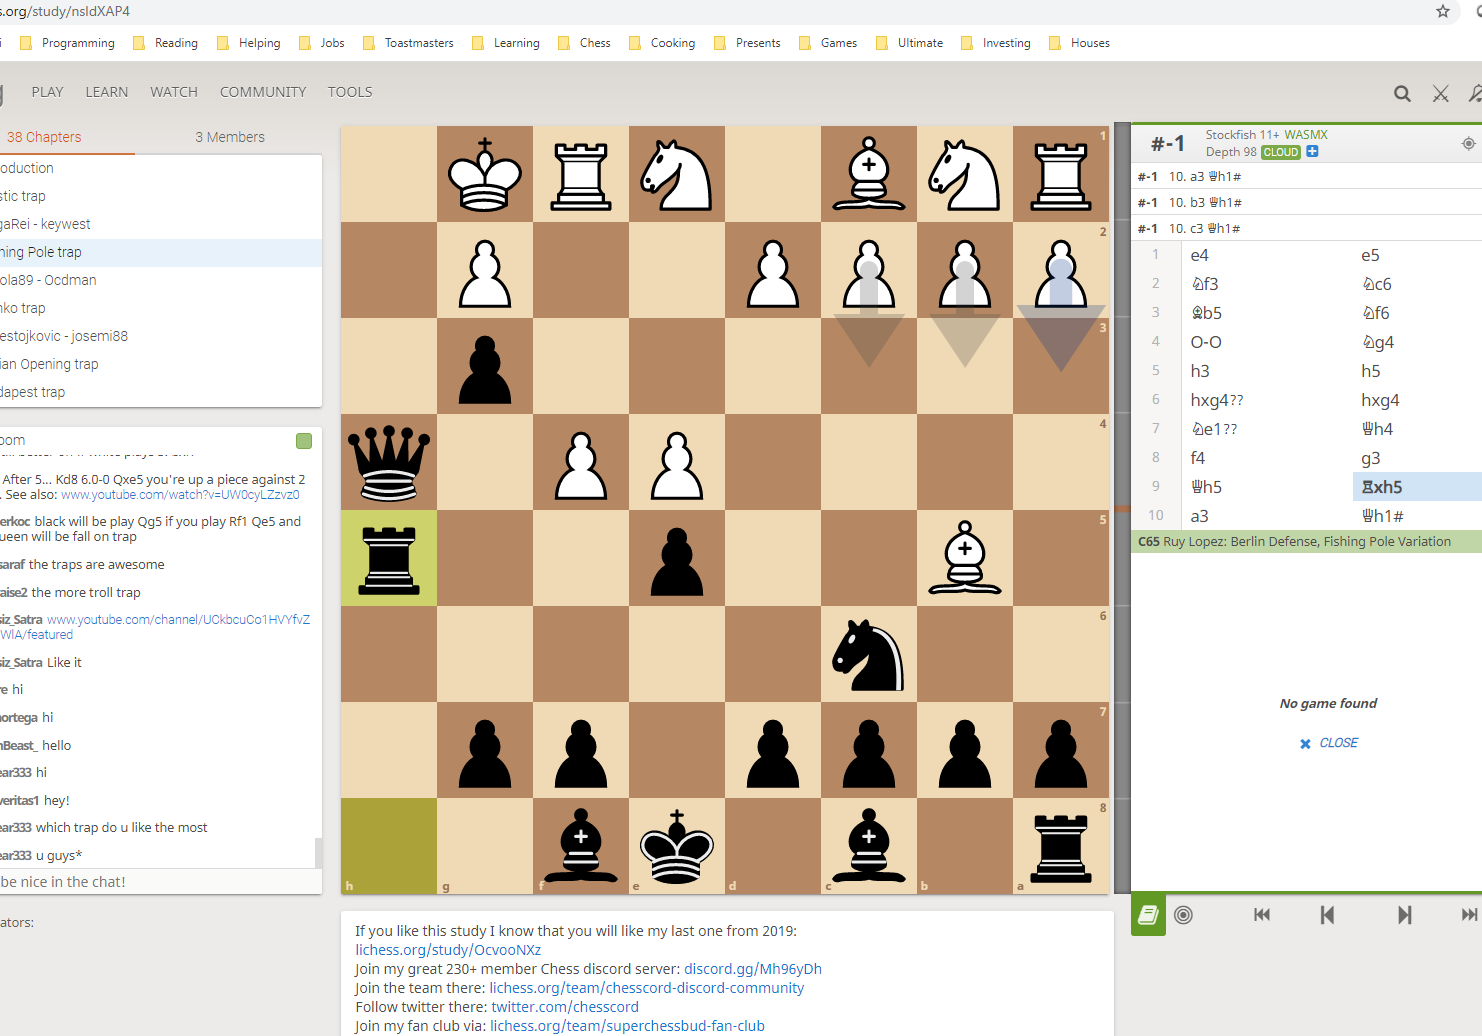 s.org/study/nsIdXAP4
Programming Reading Helping Jobs Toastmasters Learning Chess Cooking Presents Games Ultimate Investing Houses
PLAY LEARN WATCH COMMUNITY TOOLS
38 Chapters 3 Members
oduction
stic trap
gaRei - keywest
ning Pole trap
ola89 - Ocdman
nko trap
estojkovic - josemi88
ian Opening trap
dapest trap
oom
After 5... Kd8 6.0-0 Qxe5 you're up a piece against 2
. See also: www.youtube.com/watch?v=UW0cyLZzvz0
erkoc black will be play Qg5 if you play Rf1 Qe5 and
ueen will be fall on trap
saraf the traps are awesome
raise2 the more troll trap
siz_Satra www.youtube.com/channel/UCkbcuCo1HVYfvZ
WlA/featured
siz_Satra Like it
re hi
nortega hi
nBeast_ hello
ear333 hi
veritas1 hey!
ear333 which trap do u like the most
ear333 u guys*
be nice in the chat!
ators:
1
2
3
4
5
6
7
8
h g f e d c b a
If you like this study I know that you will like my last one from 2019:
lichess.org/study/OcvooNXz
Join my great 230+ member Chess discord server: discord.gg/Mh96yDh
Join the team there: lichess.org/team/chesscord-discord-community
Follow twitter there: twitter.com/chesscord
Join my fan club via: lichess.org/team/superchessbud-fan-club
#-1 Stockfish 11+ WASMX
Depth 98 CLOUD
#-1 10. a3 ♕h1#
#-1 10. b3 ♕h1#
#-1 10. c3 ♕h1#
1 e4 e5
2 ♘f3 ♘c6
3 ♗b5 ♘f6
4 O-O ♘g4
5 h3 h5
6 hxg4?? hxg4
7 ♘e1?? ♕h4
8 f4 g3
9 ♕h5 ♖xh5
10 a3 ♕h1#
C65 Ruy Lopez: Berlin Defense, Fishing Pole Variation
No game found
CLOSE